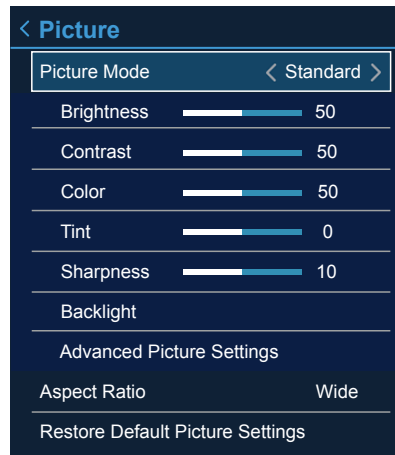 < Picture
Picture Mode < Standard >
Brightness 50
Contrast 50
Color 50
Tint 0
Sharpness 10
Backlight
Advanced Picture Settings
Aspect Ratio Wide
Restore Default Picture Settings